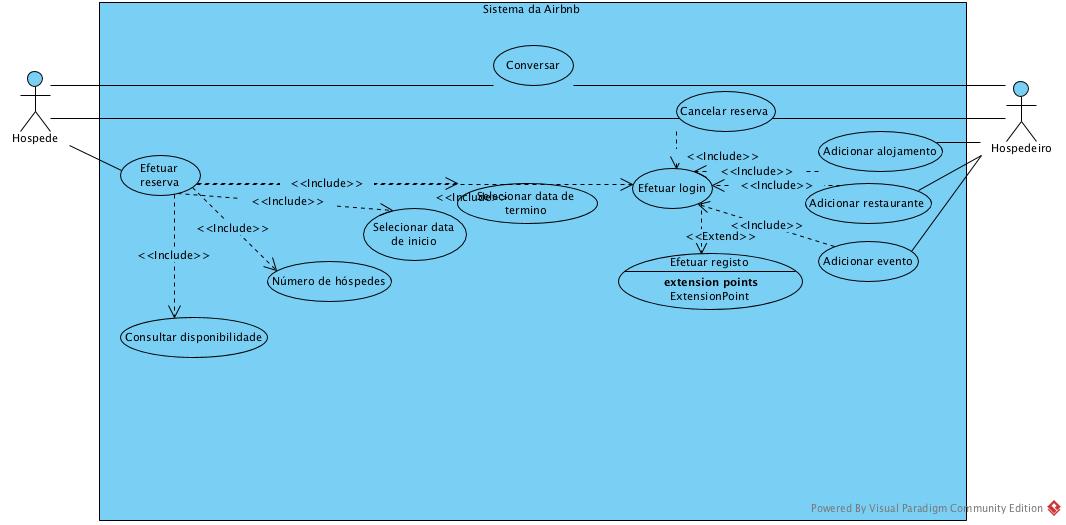 Sistema da Airbnb
Conversar
Hospede
Cancelar reserva
Hospedeiro
Adicionar alojamento
<<Include>>
Efetuar
reserva
<<Include>>
<<Include>>
<<Include>>
Efetuar login
<<Include>>
Selecionar data de
termino
<<Include>>
Adicionar restaurante
<<Include>>
Selecionar data
de inicio
<<Include>>
<<Include>>
<<Extend>>
<<Include>>
Adicionar evento
Efetuar registo
extension points
ExtensionPoint
Número de hóspedes
Consultar disponibilidade
Powered By Visual Paradigm Community Edition